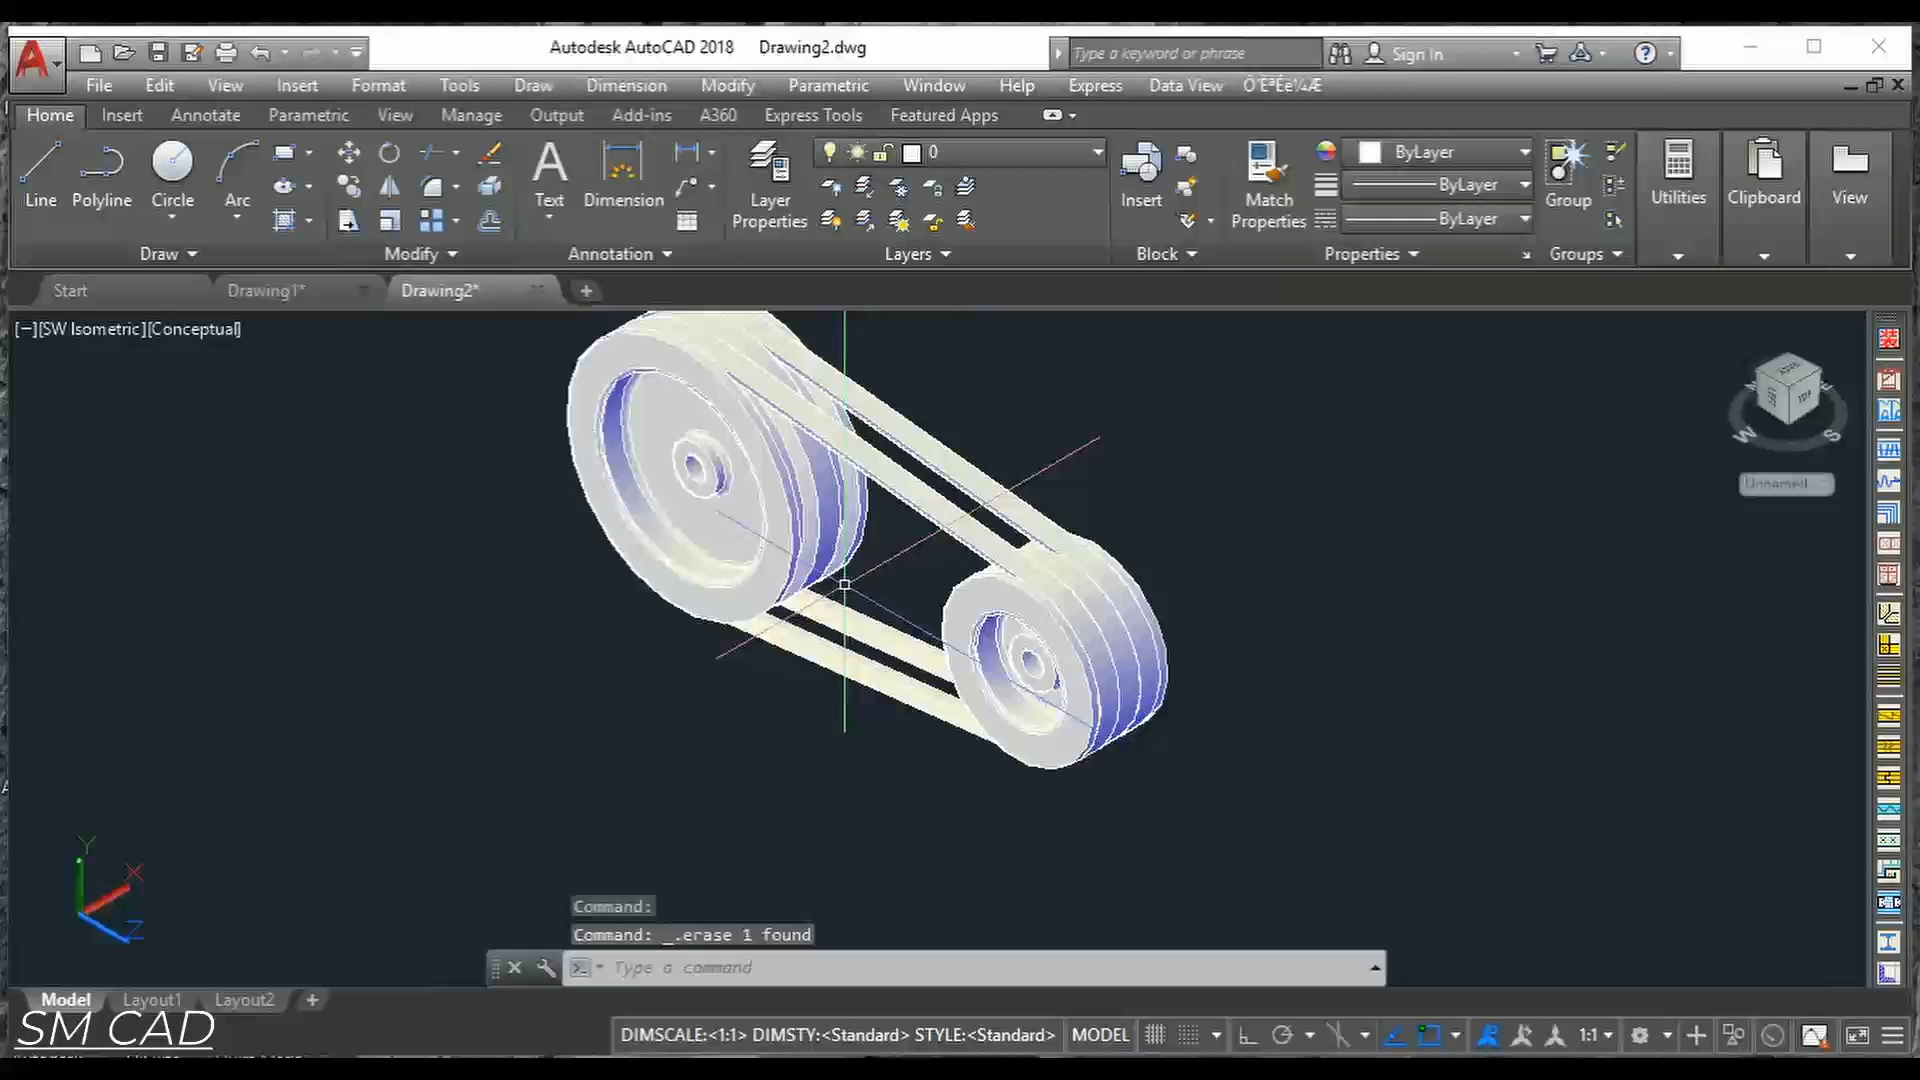 Autodesk AutoCAD 2018 Drawing2.dwg
Type a keyword or phrase
Sign In
File Edit View Insert Format Tools Draw Dimension Modify Parametric Window Help Express Data View
Home Insert Annotate Parametric View Manage Output Add-ins A360 Express Tools Featured Apps
0
ByLayer
ByLayer
ByLayer
Line Polyline Circle Arc Text Dimension Layer Properties Insert Match Properties Group Utilities Clipboard View
Draw Modify Annotation Layers Block Properties Groups
Start Drawing1* Drawing2*
[−][SW Isometric][Conceptual]
TOP
W S
Unnamed
Y
X
Z
Command:
Command: _.erase 1 found
Type a command
Model Layout1 Layout2
SM CAD
DIMSCALE:<1:1> DIMSTY:<Standard> STYLE:<Standard> MODEL 1:1